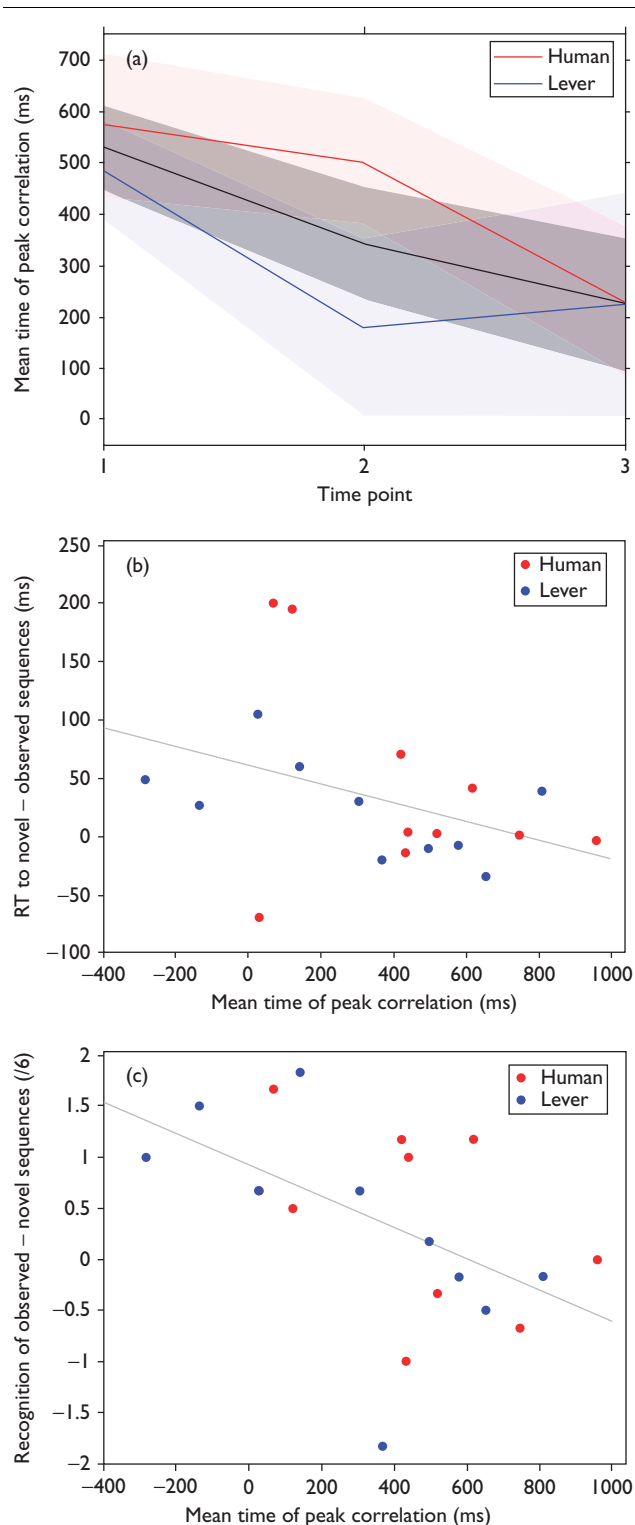 (a)
Human
Lever
700
600
500
400
300
200
100
0
Mean time of peak correlation (ms)
1 2 3
Time point
(b)
Human
Lever
250
200
150
100
50
0
−50
−100
RT to novel – observed sequences (ms)
−400 −200 0 200 400 600 800 1000
Mean time of peak correlation (ms)
(c)
Human
Lever
2
1.5
1
0.5
0
−0.5
−1
−1.5
−2
Recognition of observed – novel sequences (/6)
−400 −200 0 200 400 600 800 1000
Mean time of peak correlation (ms)